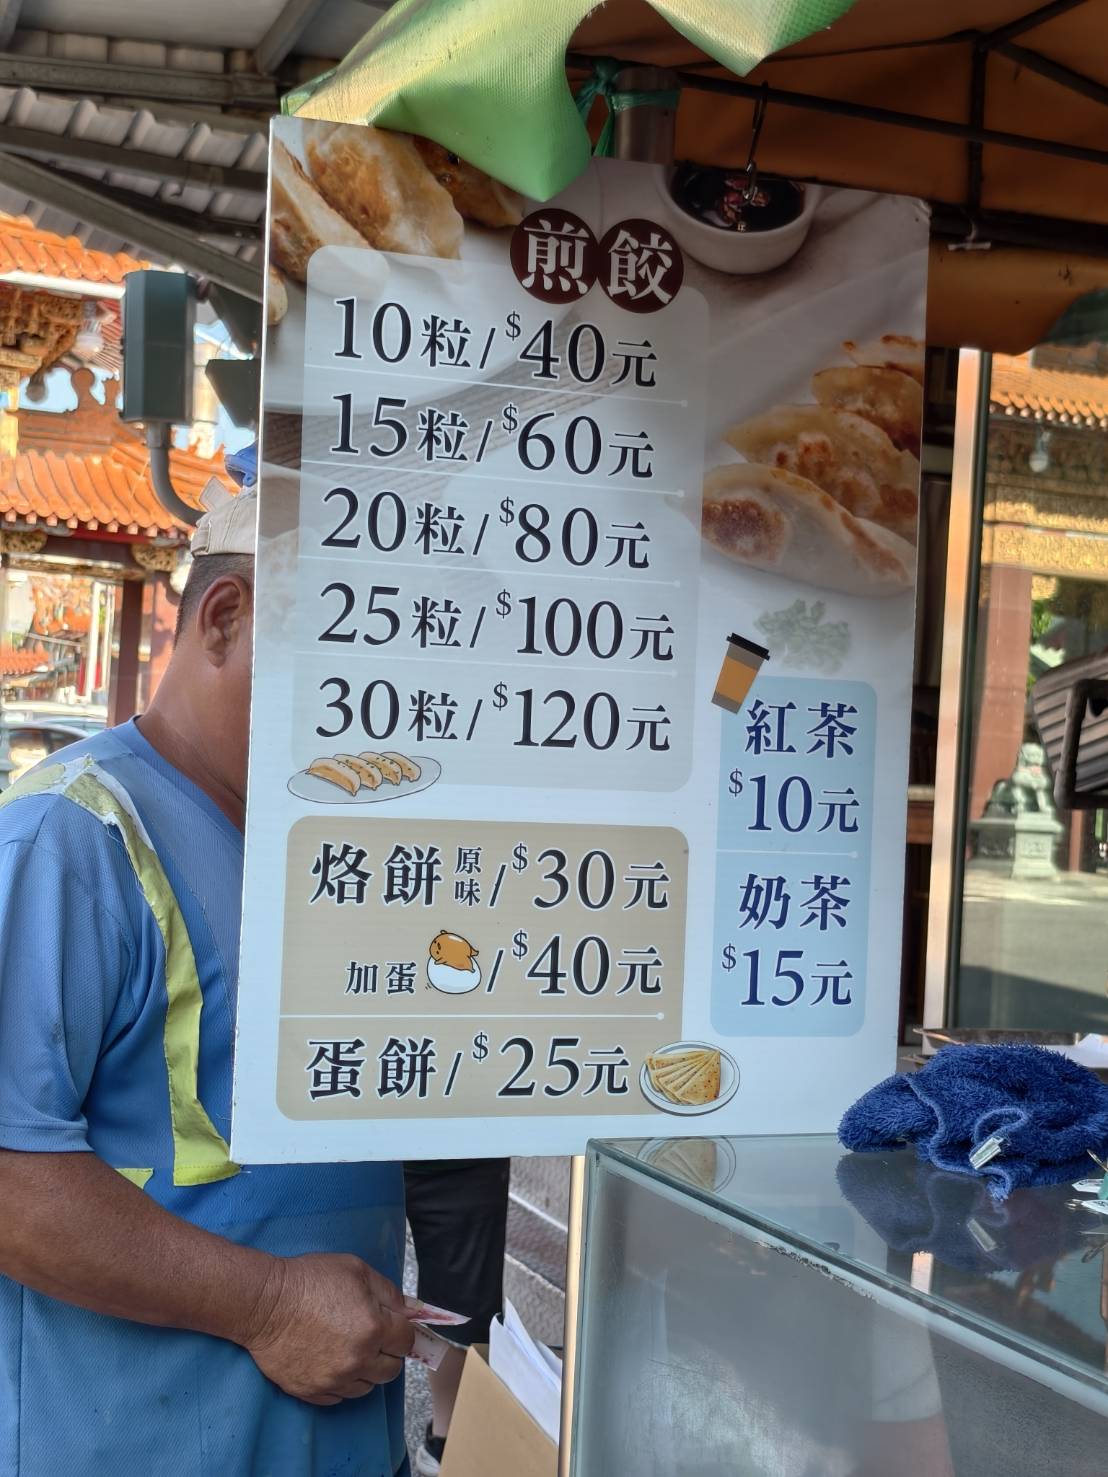 煎餃
10粒/$40元
15粒/$60元
20粒/$80元
25粒/$100元
30粒/$120元
烙餅原味/$30元
加蛋/$40元
蛋餅/$25元
紅茶
$10元
奶茶
$15元